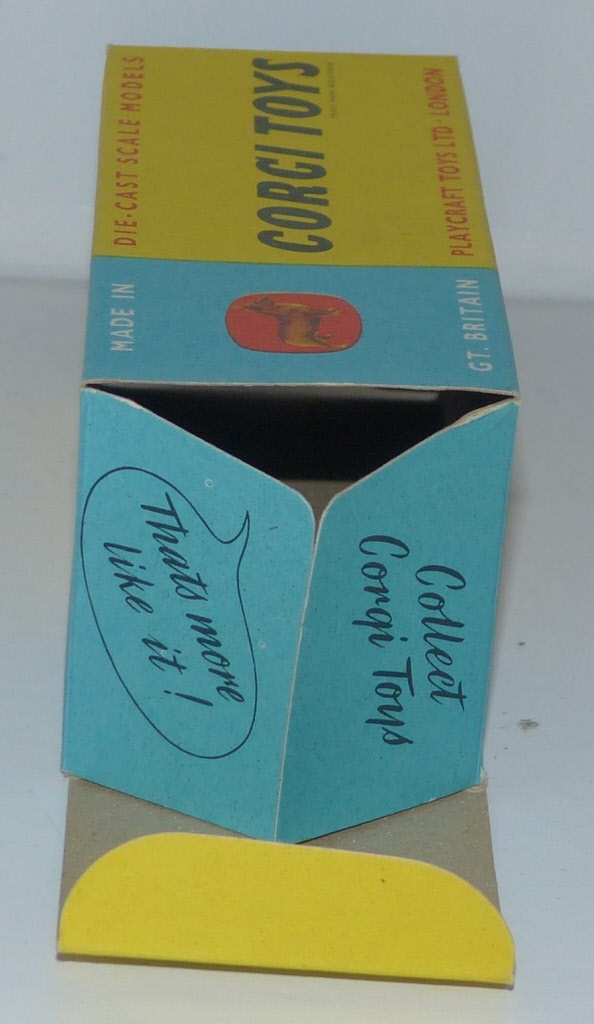 DIE-CAST SCALE MODELS
CORGI TOYS
PLAYCRAFT TOYS LTD · LONDON
MADE IN
GT. BRITAIN
Thats more
like it!
Collect
Corgi Toys